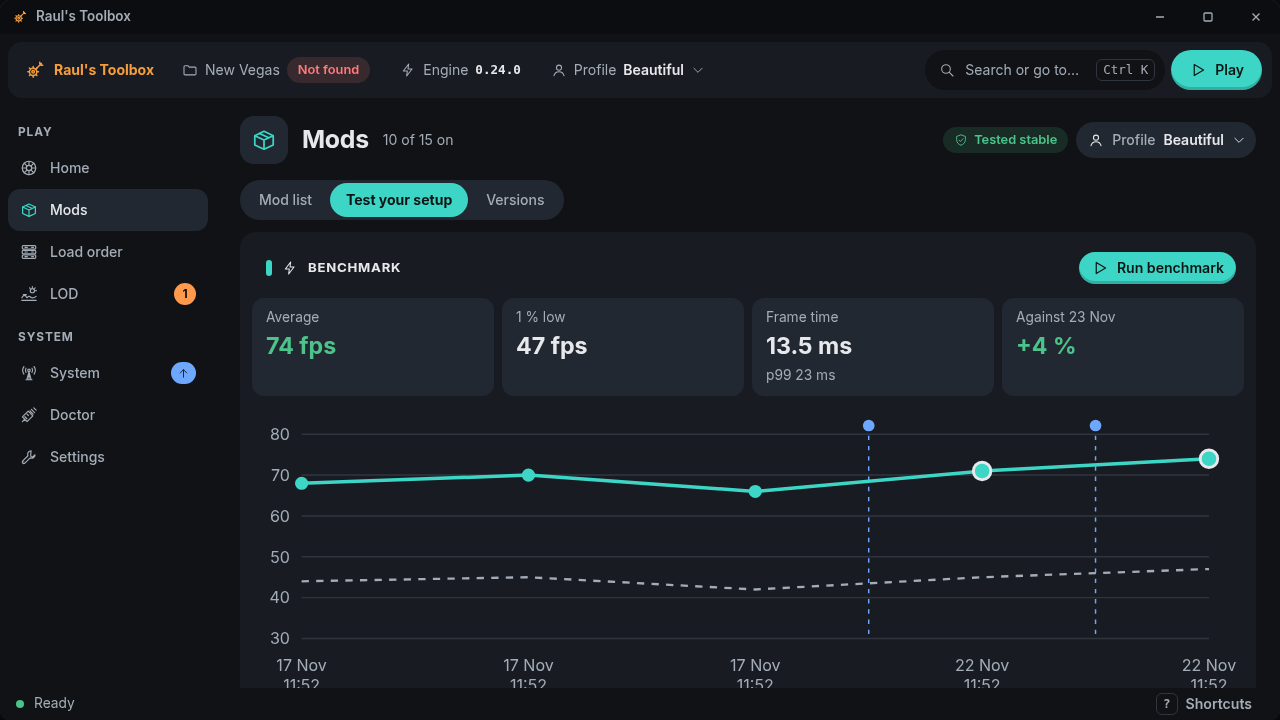 Raul's Toolbox
Raul's Toolbox
New Vegas
Not found
Engine 0.24.0
Profile Beautiful
Search or go to...
Ctrl K
Play
PLAY
Home
Mods
Load order
LOD
1
SYSTEM
System
Doctor
Settings
Mods
10 of 15 on
Tested stable
Profile Beautiful
Mod list
Test your setup
Versions
BENCHMARK
Run benchmark
Average
74 fps
1 % low
47 fps
Frame time
13.5 ms
p99 23 ms
Against 23 Nov
+4 %
80
70
60
50
40
30
17 Nov
11:52
17 Nov
11:52
17 Nov
11:52
22 Nov
11:52
22 Nov
11:52
Ready
? Shortcuts